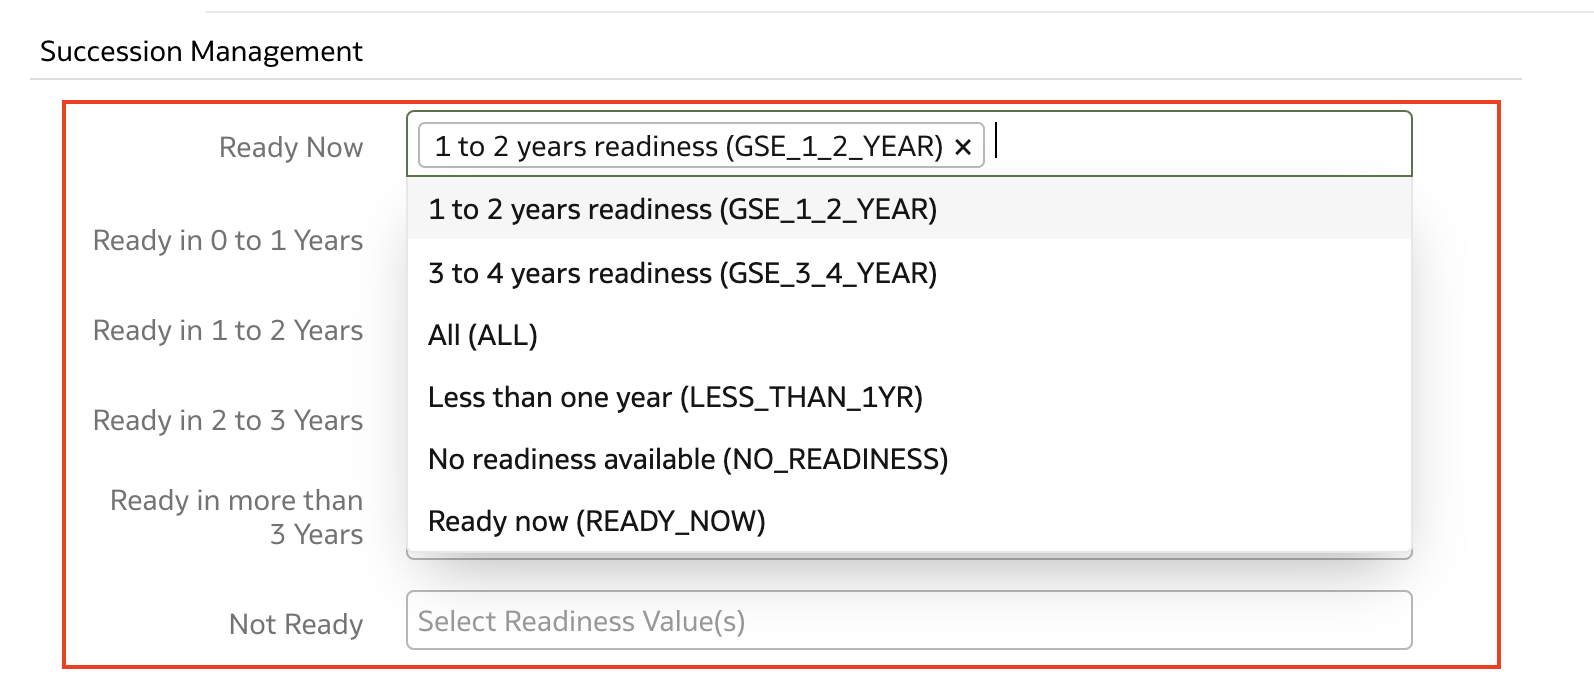 Succession Management
Ready Now
1 to 2 years readiness (GSE_1_2_YEAR) ×
1 to 2 years readiness (GSE_1_2_YEAR)
Ready in 0 to 1 Years
3 to 4 years readiness (GSE_3_4_YEAR)
Ready in 1 to 2 Years
All (ALL)
Less than one year (LESS_THAN_1YR)
Ready in 2 to 3 Years
No readiness available (NO_READINESS)
Ready in more than
3 Years
Ready now (READY_NOW)
Not Ready
Select Readiness Value(s)